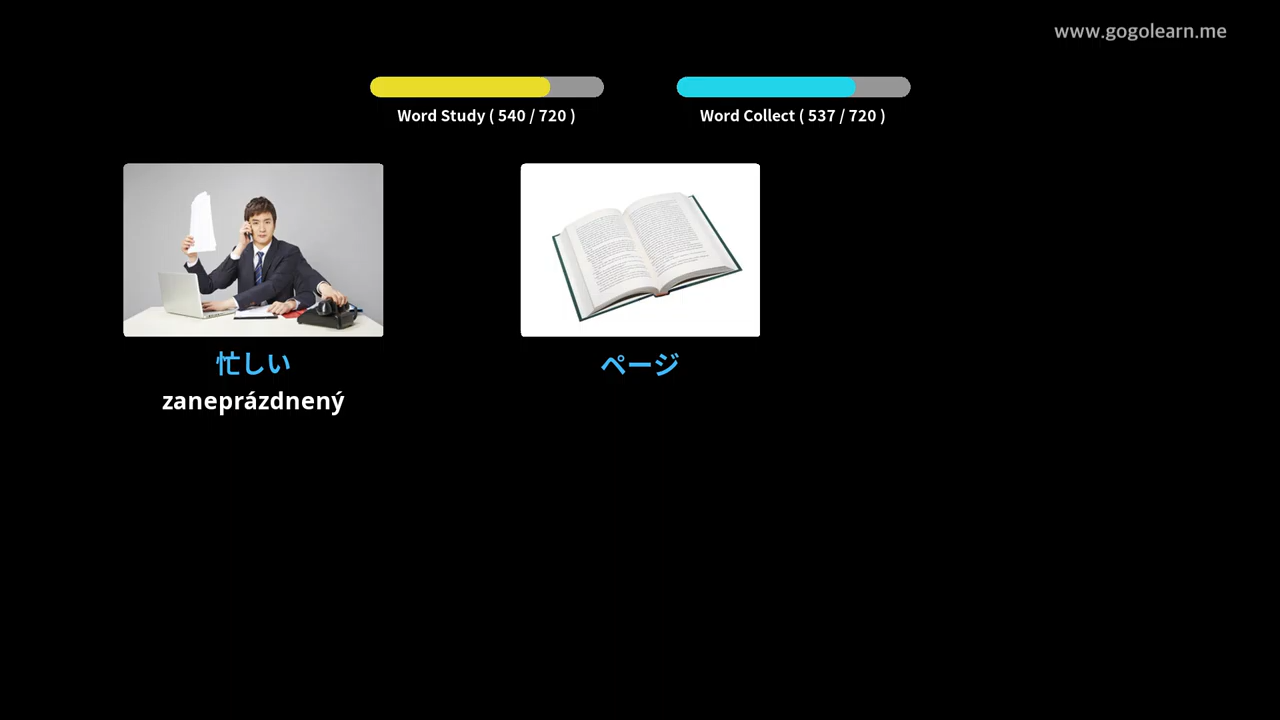 www.gogolearn.me
Word Study ( 540 / 720 )
Word Collect ( 537 / 720 )
忙しい
zaneprázdnený
ページ